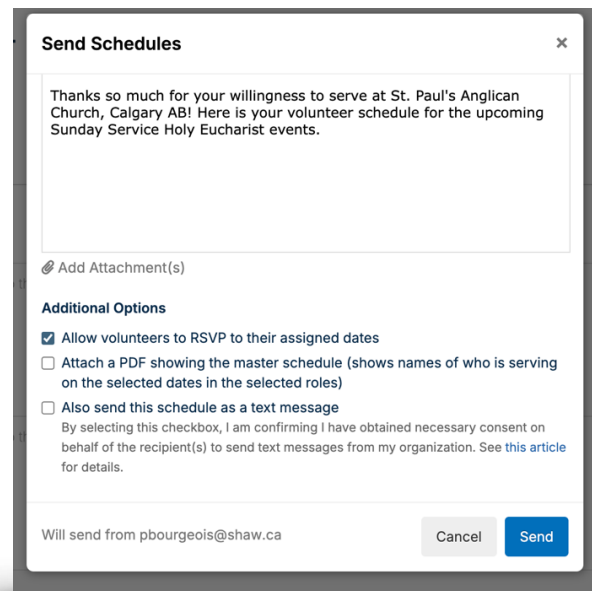 Send Schedules ×
Thanks so much for your willingness to serve at St. Paul's Anglican
Church, Calgary AB! Here is your volunteer schedule for the upcoming
Sunday Service Holy Eucharist events.
Add Attachment(s)
Additional Options
Allow volunteers to RSVP to their assigned dates
Attach a PDF showing the master schedule (shows names of who is serving
on the selected dates in the selected roles)
Also send this schedule as a text message
By selecting this checkbox, I am confirming I have obtained necessary consent on
behalf of the recipient(s) to send text messages from my organization. See this article
for details.
Will send from pbourgeois@shaw.ca
Cancel
Send